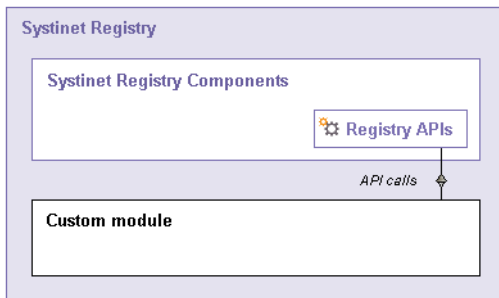 Systinet Registry
Systinet Registry Components
Registry APIs
API calls
Custom module